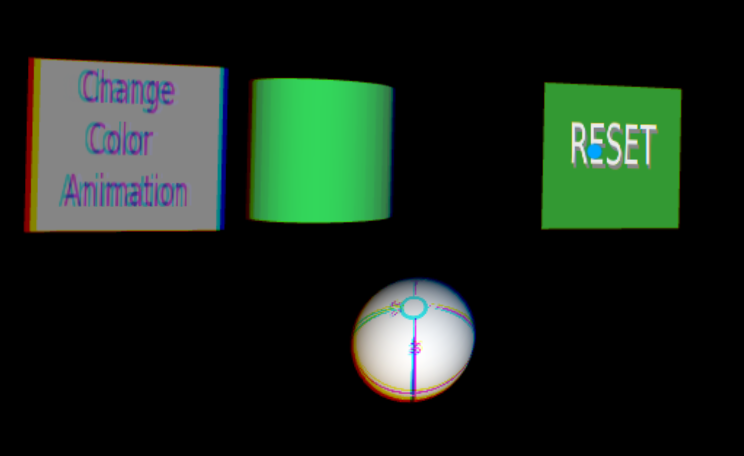 Change
Color
Animation
RESET